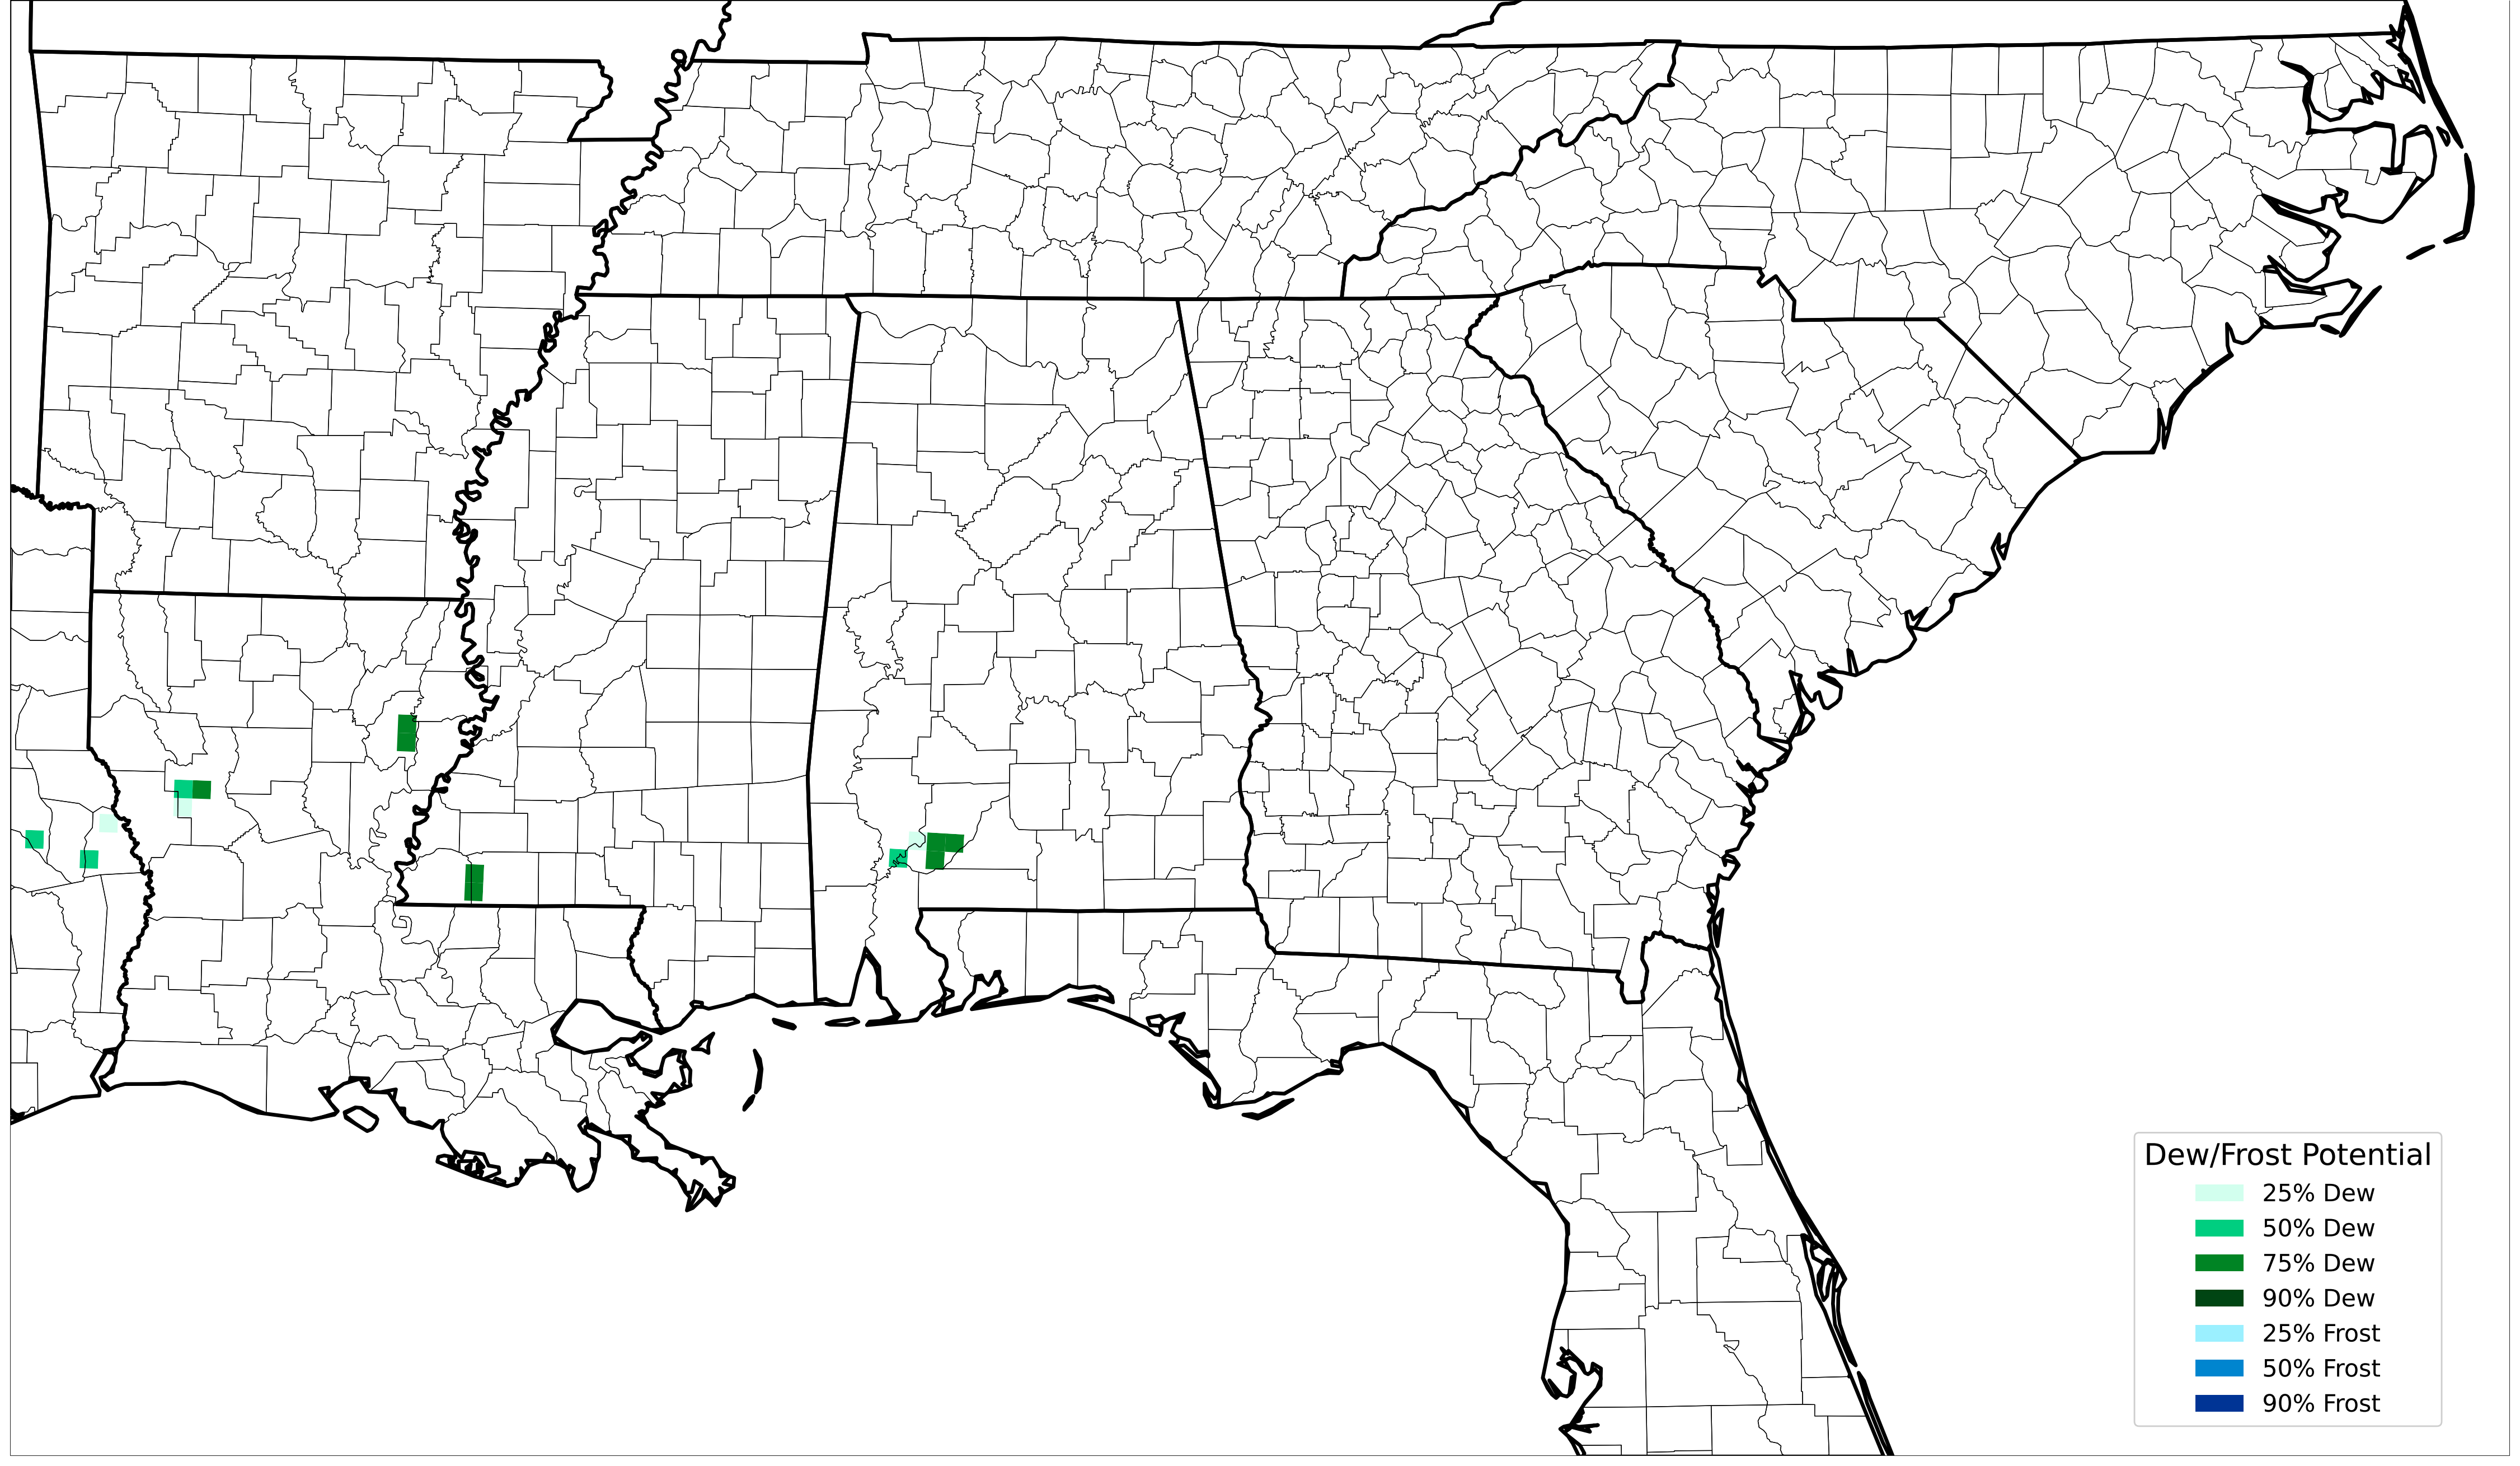 Dew/Frost Potential
25% Dew
50% Dew
75% Dew
90% Dew
25% Frost
50% Frost
90% Frost